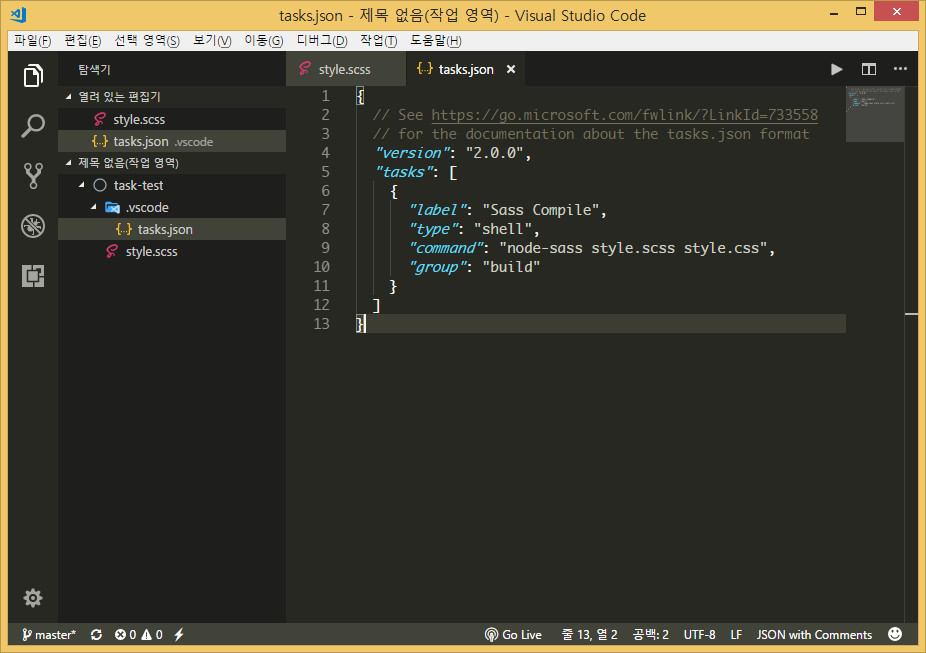 tasks.json - 제목 없음(작업 영역) - Visual Studio Code
파일(F) 편집(E) 선택 영역(S) 보기(V) 이동(G) 디버그(D) 작업(T) 도움말(H)
탐색기
열려 있는 편집기
style.scss
tasks.json .vscode
제목 없음(작업 영역)
task-test
.vscode
tasks.json
style.scss
style.scss
tasks.json
1 {
2 // See https://go.microsoft.com/fwlink/?LinkId=733558
3 // for the documentation about the tasks.json format
4 "version": "2.0.0",
5 "tasks": [
6 {
7 "label": "Sass Compile",
8 "type": "shell",
9 "command": "node-sass style.scss style.css",
10 "group": "build"
11 }
12 ]
13 }
master* 0 0 Go Live 줄 13, 열 2 공백: 2 UTF-8 LF JSON with Comments